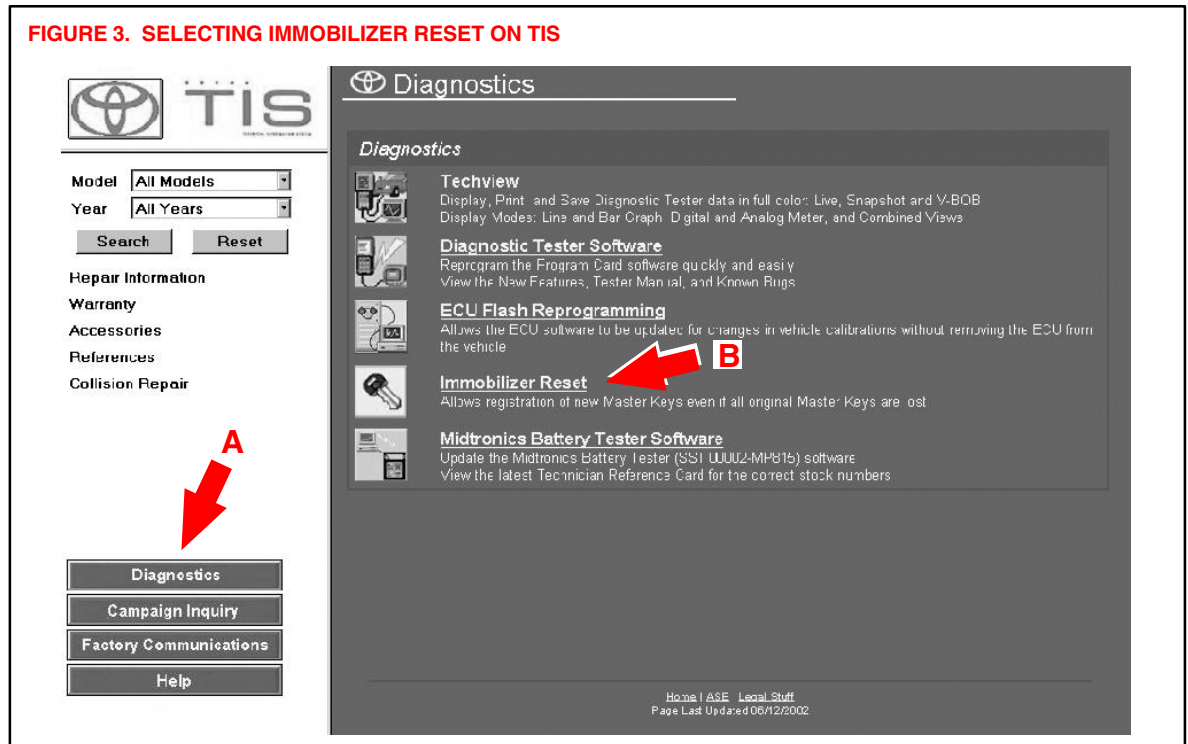 FIGURE 3. SELECTING IMMOBILIZER RESET ON TIS
TiS
Diagnostics
Diagnostics
Model All Models
Year All Years
Search Reset
Repair Information
Warranty
Accessories
References
Collision Repair
A
Diagnostics
Campaign Inquiry
Factory Communications
Help
Techview
Display, Print and Save Diagnostic Tester data in full color: Live, Snapshot and V-BOB
Display Modes: Line and Bar Graph Digital and Analog Meter, and Combined Views
Diagnostic Tester Software
Reprogram the Program Card software quickly and easily
View the New Features, Tester Manual, and Known Bugs
ECU Flash Reprogramming
Allows the ECU software to be updated for changes in vehicle calibrations without removing the ECU from
the vehicle
B
Immobilizer Reset
Allows registration of new Master Keys even if all original Master Keys are lost
Midtronics Battery Tester Software
Update the Midtronics Battery Tester (SST 00002-MP815) software
View the latest Technician Reference Card for the correct stock numbers
Home | ASE Legal Stuff
Page Last Updated 06/12/2002